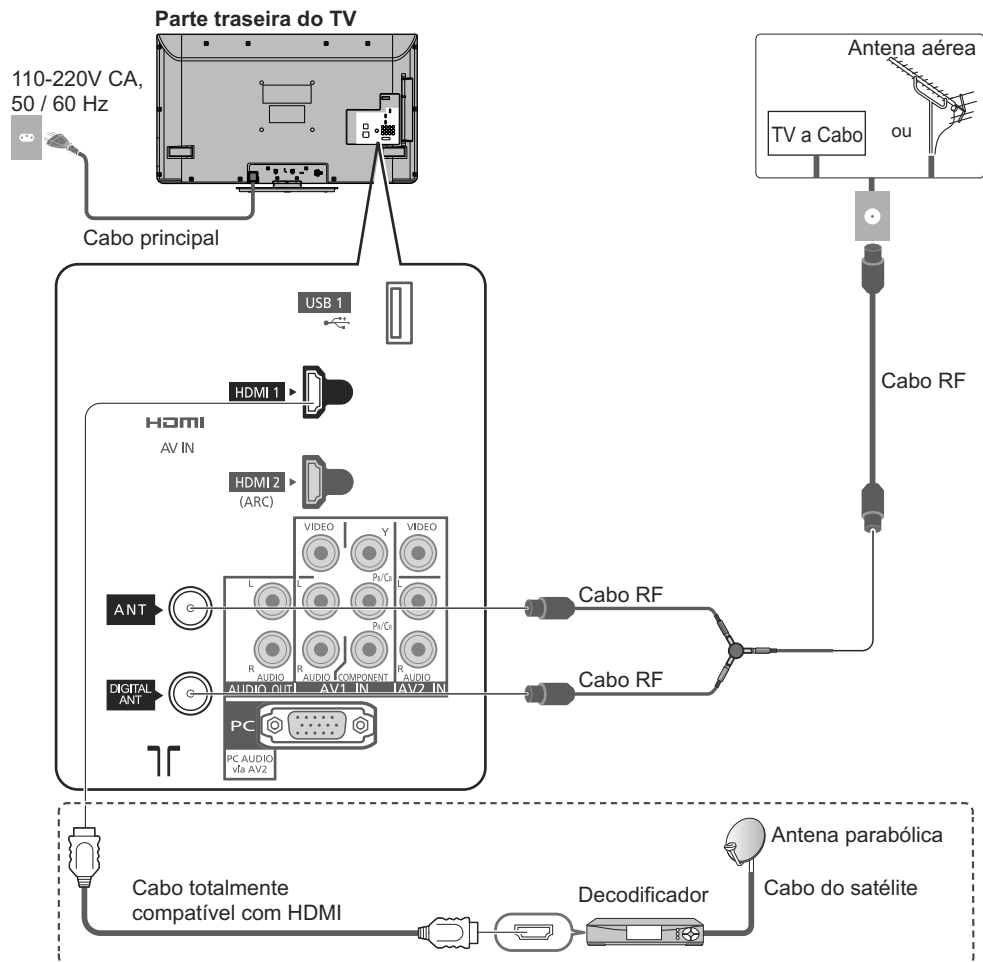 Parte traseira do TV
110-220V CA,
50 / 60 Hz
Cabo principal
Antena aérea
TV a Cabo
ou
Cabo RF
USB 1
HDMI 1
HDMI
AV IN
HDMI 2
(ARC)
VIDEO
Y
VIDEO
L
L
PB/CB
L
ANT
Cabo RF
PR/CR
R
AUDIO
R
AUDIO
COMPONENT
R
AUDIO
AUDIO OUT
AV1 IN
AV2 IN
DIGITAL
ANT
Cabo RF
PC
PC AUDIO
via AV2
Antena parabólica
Cabo totalmente
compatível com HDMI
Decodificador
Cabo do satélite